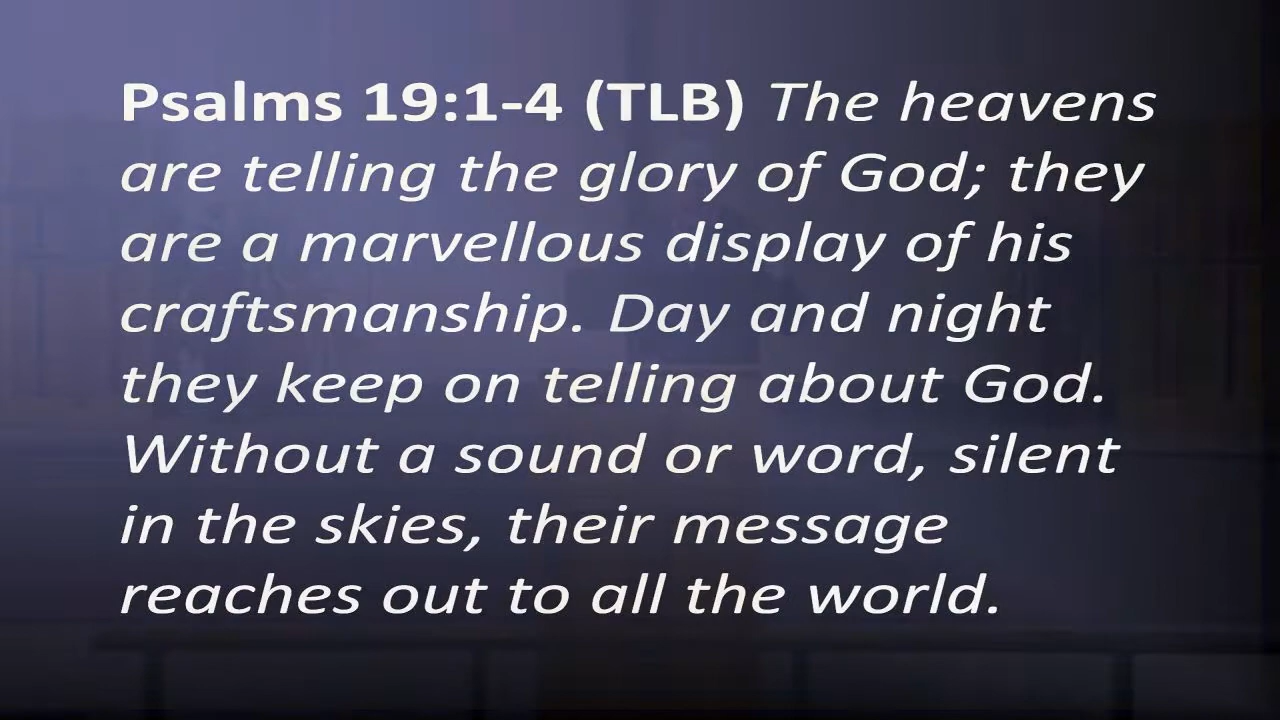 Psalms 19:1-4 (TLB) The heavens
are telling the glory of God; they
are a marvellous display of his
craftsmanship. Day and night
they keep on telling about God.
Without a sound or word, silent
in the skies, their message
reaches out to all the world.